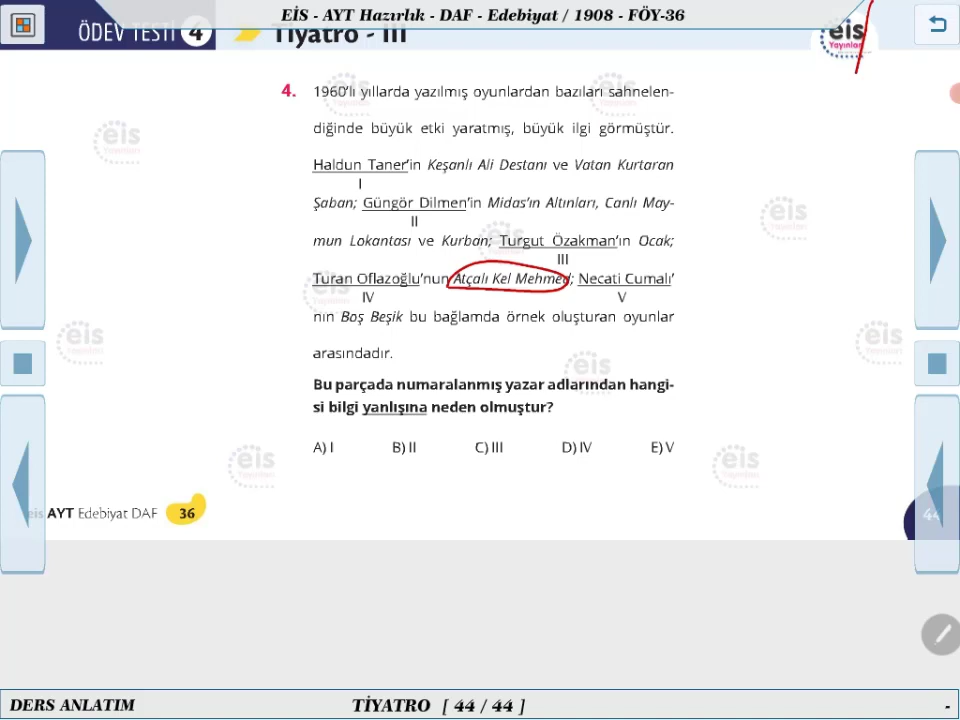 EİS - AYT Hazırlık - DAF - Edebiyat / 1908 - FÖY-36
ÖDEV TESTİ 4
Tiyatro - III
eis
Yayınları
4. 1960'lı yıllarda yazılmış oyunlardan bazıları sahnelen-
diğinde büyük etki yaratmış, büyük ilgi görmüştür.
Haldun Taner'in Keşanlı Ali Destanı ve Vatan Kurtaran
I
Şaban; Güngör Dilmen'in Midas'ın Altınları, Canlı May-
II
mun Lokantası ve Kurban; Turgut Özakman'ın Ocak;
III
Turan Oflazoğlu'nun Atçalı Kel Mehmed; Necati Cumalı'
IV V
nın Boş Beşik bu bağlamda örnek oluşturan oyunlar
arasındadır.
Bu parçada numaralanmış yazar adlarından hangi-
si bilgi yanlışına neden olmuştur?
A) I B) II C) III D) IV E) V
eis AYT Edebiyat DAF 36
44
DERS ANLATIM
TİYATRO [ 44 / 44 ]
-